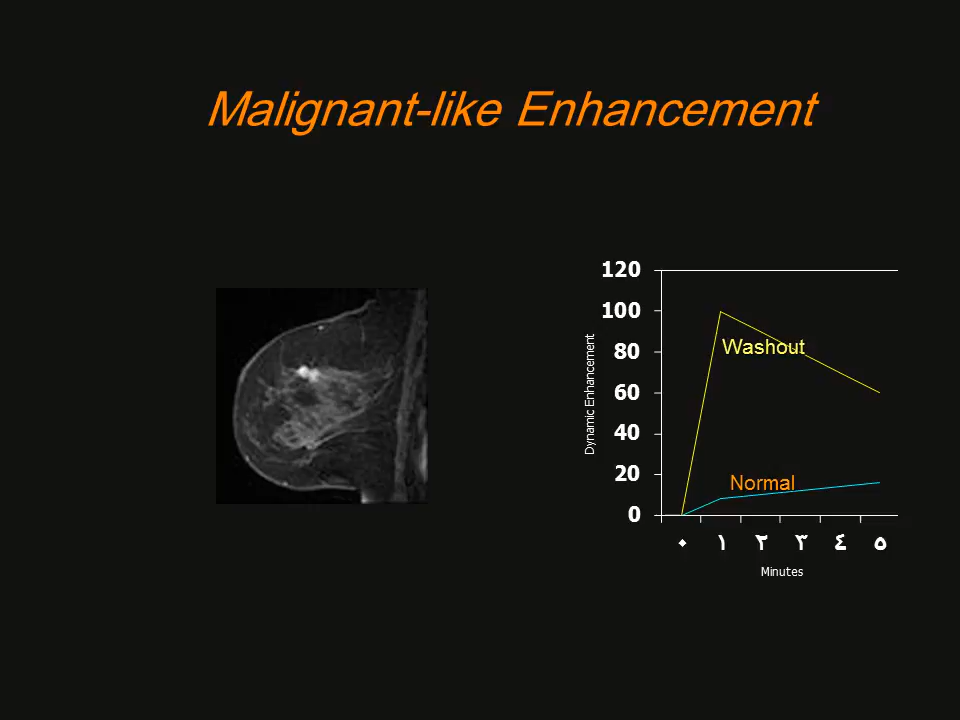 Malignant-like Enhancement
120
100
80
60
40
20
0
Dynamic Enhancement
Washout
Normal
٠ ١ ٢ ٣ ٤ ٥
Minutes